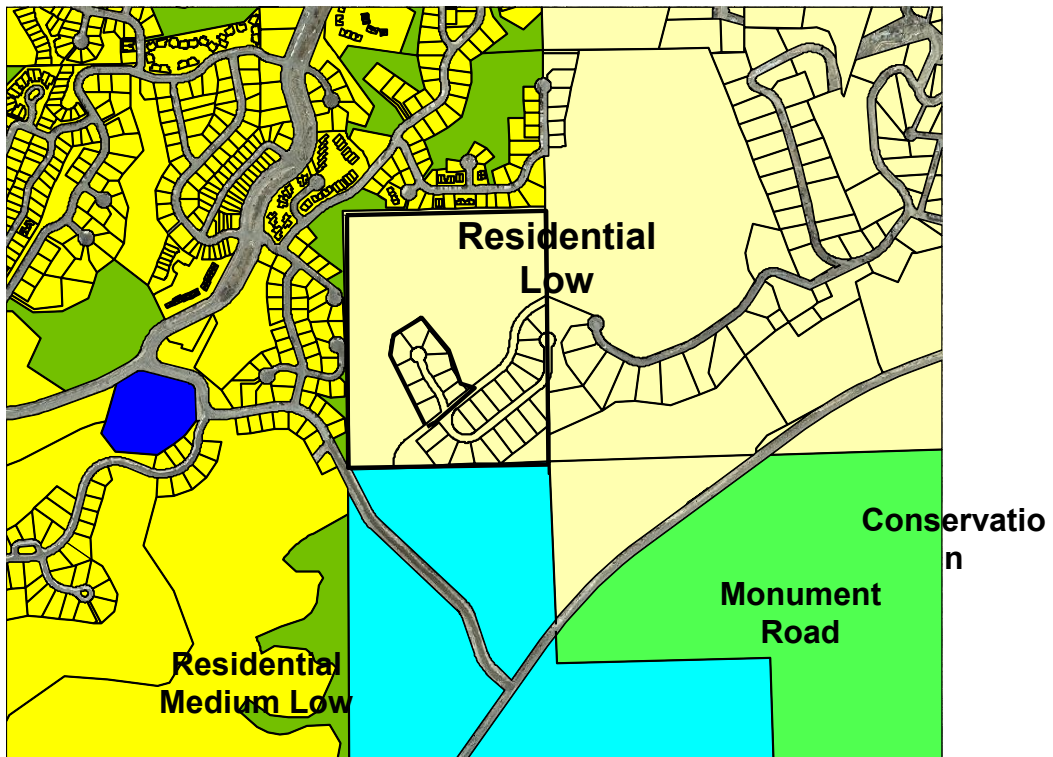 Residential
Low
Conservatio
n
Monument
Road
Residential
Medium Low